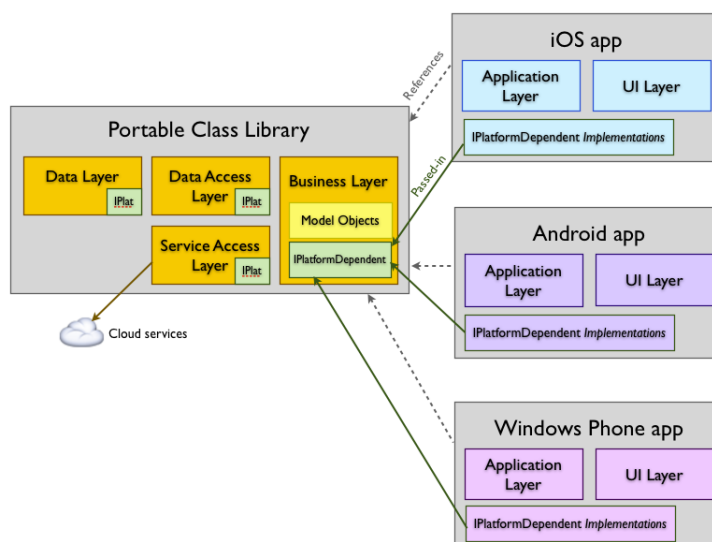 iOS app
Application
Layer
UI Layer
IPlatformDependent Implementations
References
Passed-in
Portable Class Library
Data Layer
IPlat
Data Access
Layer
IPlat
Business Layer
Model Objects
IPlatformDependent
Service Access
Layer
IPlat
Cloud services
Android app
Application
Layer
UI Layer
IPlatformDependent Implementations
Windows Phone app
Application
Layer
UI Layer
IPlatformDependent Implementations